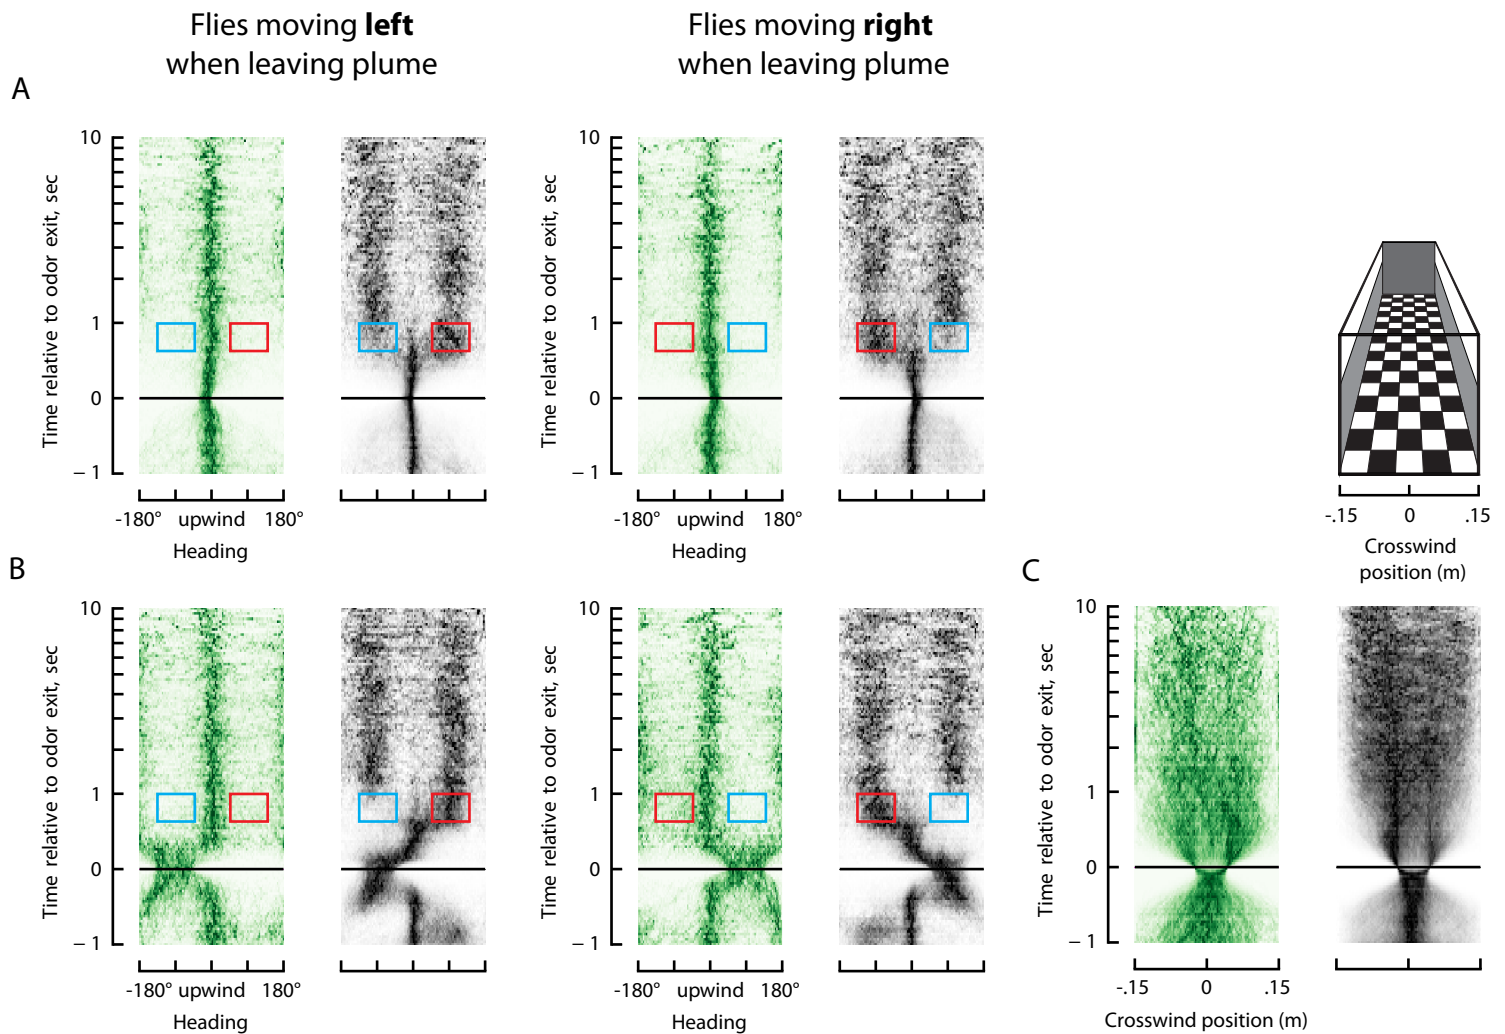 Flies moving left
when leaving plume
Flies moving right
when leaving plume
A
Time relative to odor exit, sec
10
1
0
– 1
-180° upwind 180°
Heading
Time relative to odor exit, sec
10
1
0
– 1
-180° upwind 180°
Heading
-.15 0 .15
Crosswind
position (m)
B
Time relative to odor exit, sec
10
1
0
– 1
-180° upwind 180°
Heading
Time relative to odor exit, sec
10
1
0
– 1
-180° upwind 180°
Heading
C
Time relative to odor exit, sec
10
1
0
– 1
-.15 0 .15
Crosswind position (m)